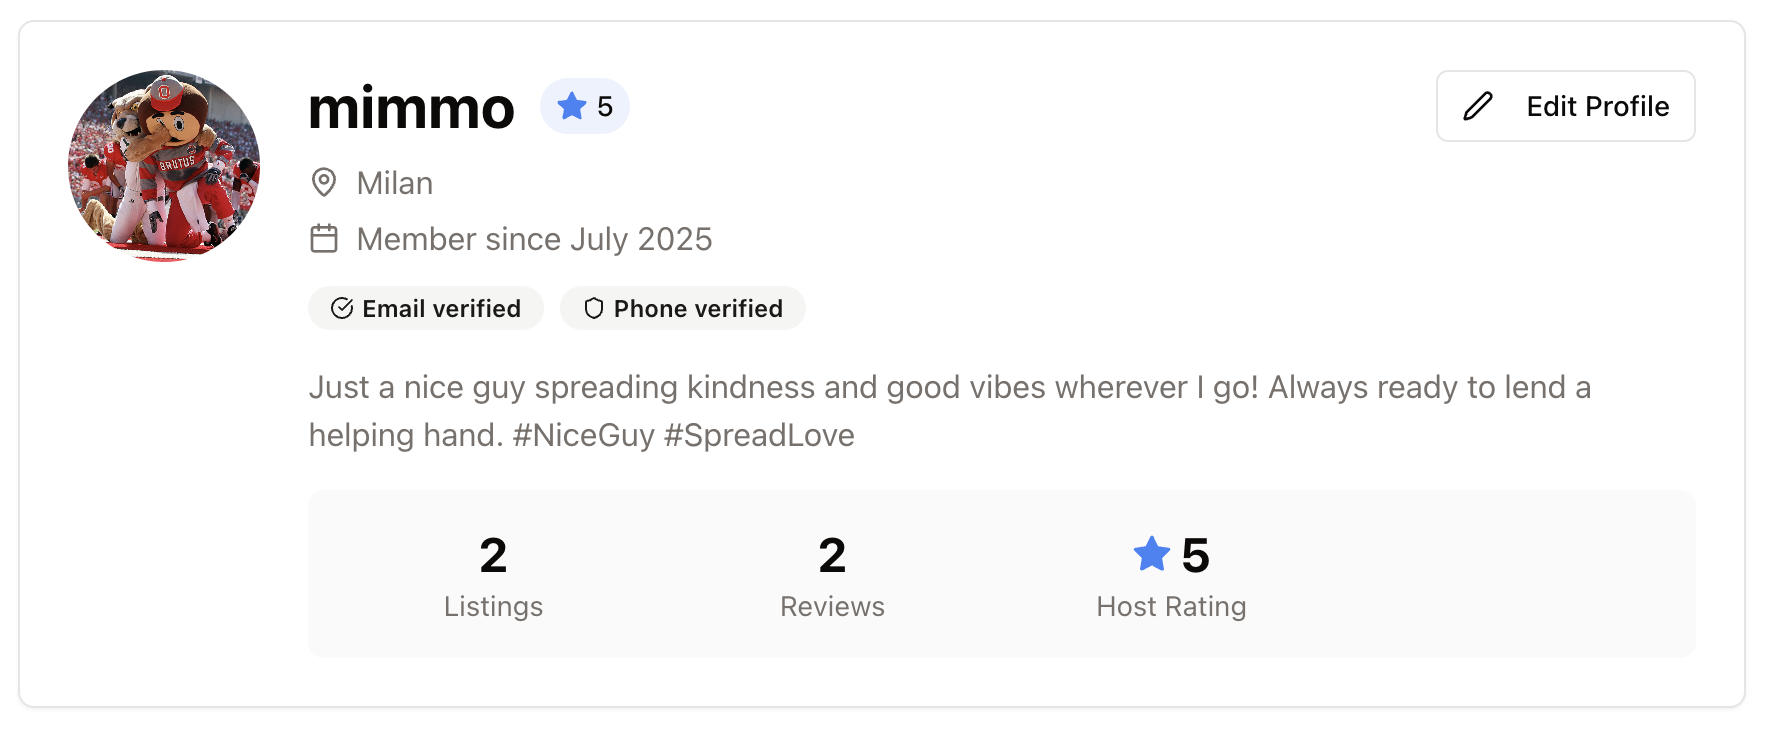 mimmo
5
Edit Profile
Milan
Member since July 2025
Email verified
Phone verified
Just a nice guy spreading kindness and good vibes wherever I go! Always ready to lend a
helping hand. #NiceGuy #SpreadLove
2
2
5
Listings
Reviews
Host Rating
BRUTUS